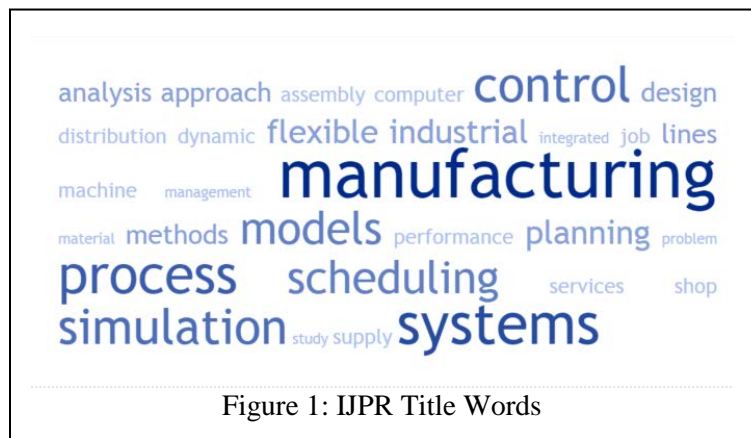 analysis approach assembly computer control design
distribution dynamic flexible industrial integrated job lines
machine management manufacturing
material methods models performance planning problem
process scheduling services shop
simulation study supply systems
Figure 1: IJPR Title Words